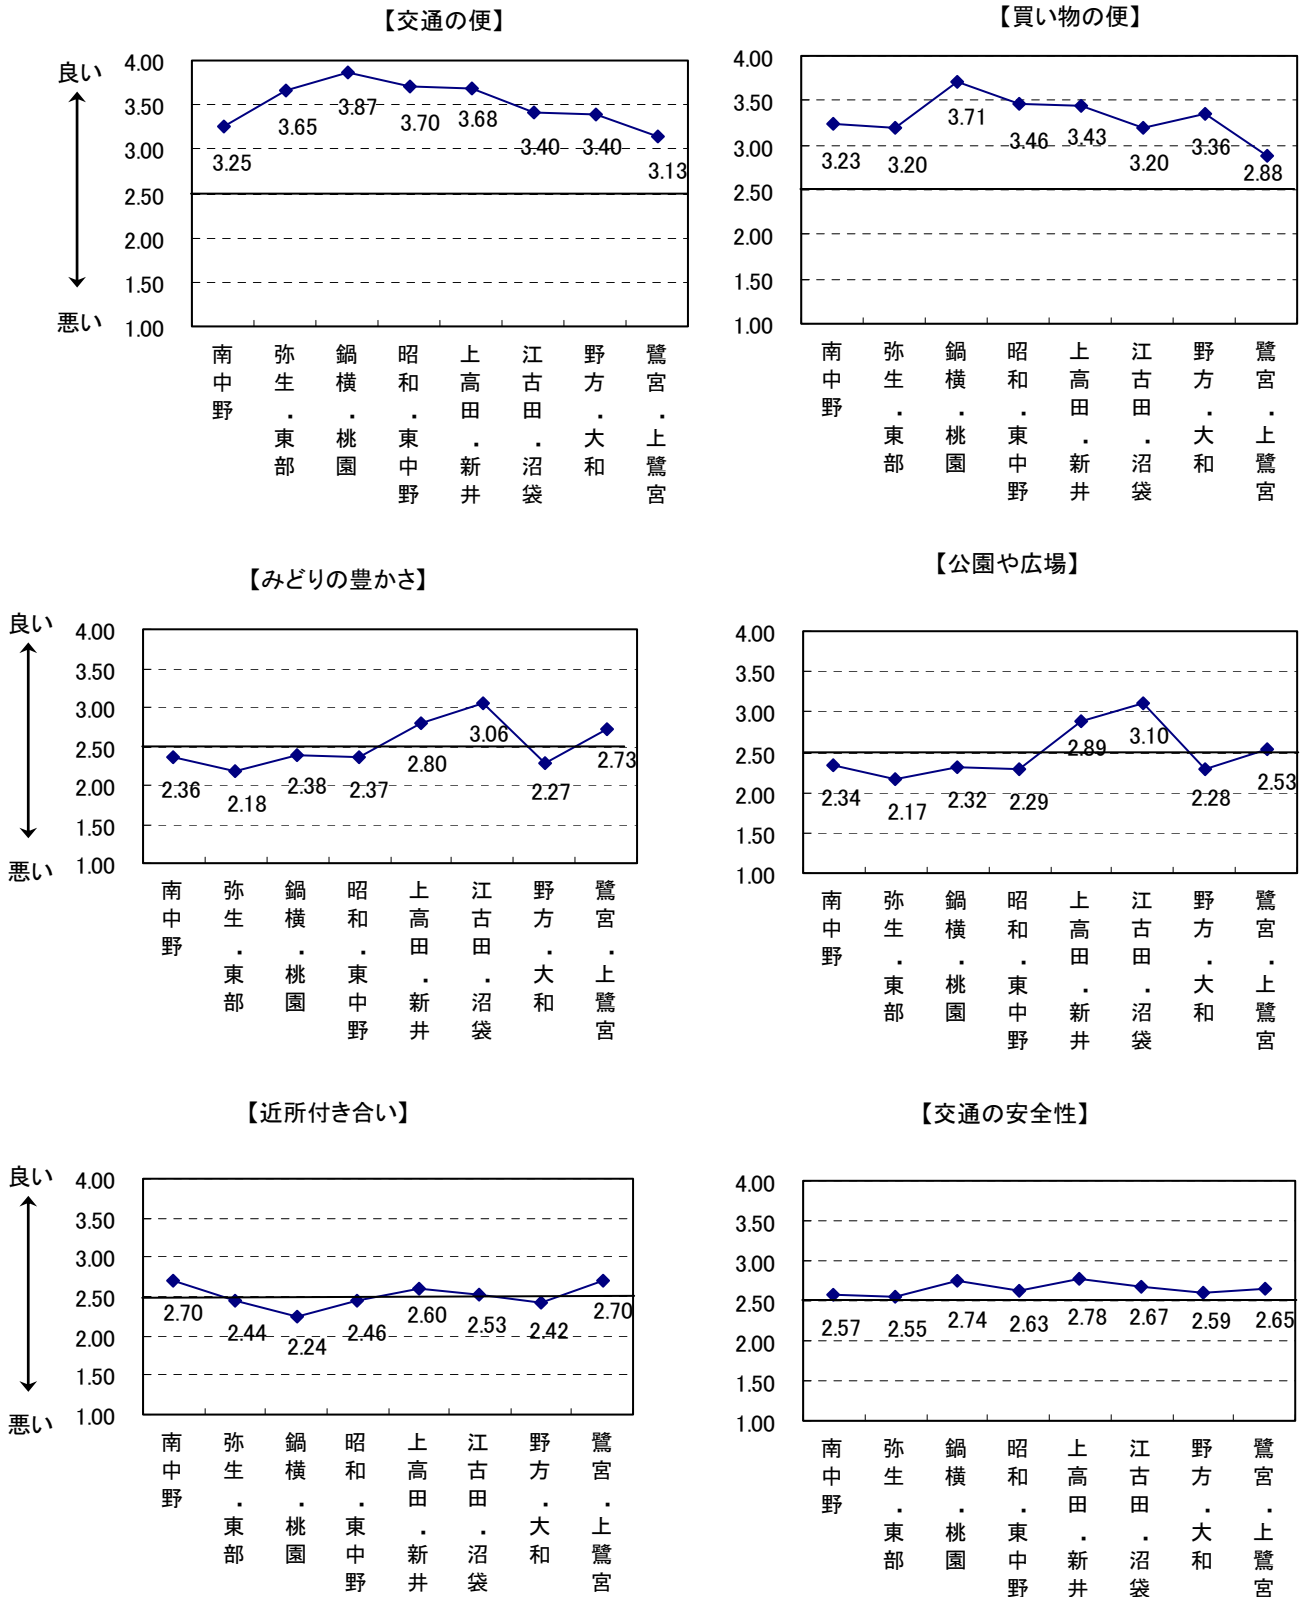 【交通の便】
良い
悪い
4.00
3.50
3.00
2.50
2.00
1.50
1.00
3.25
3.65
3.87
3.70
3.68
3.40
3.40
3.13
南中野
弥生．東部
鍋横．桃園
昭和．東中野
上高田．新井
江古田．沼袋
野方．大和
鷺宮．上鷺宮
【買い物の便】
4.00
3.50
3.00
2.50
2.00
1.50
1.00
3.23
3.20
3.71
3.46
3.43
3.20
3.36
2.88
南中野
弥生．東部
鍋横．桃園
昭和．東中野
上高田．新井
江古田．沼袋
野方．大和
鷺宮．上鷺宮
【みどりの豊かさ】
良い
悪い
4.00
3.50
3.00
2.50
2.00
1.50
1.00
2.36
2.18
2.38
2.37
2.80
3.06
2.27
2.73
南中野
弥生．東部
鍋横．桃園
昭和．東中野
上高田．新井
江古田．沼袋
野方．大和
鷺宮．上鷺宮
【公園や広場】
4.00
3.50
3.00
2.50
2.00
1.50
1.00
2.34
2.17
2.32
2.29
2.89
3.10
2.28
2.53
南中野
弥生．東部
鍋横．桃園
昭和．東中野
上高田．新井
江古田．沼袋
野方．大和
鷺宮．上鷺宮
【近所付き合い】
良い
悪い
4.00
3.50
3.00
2.50
2.00
1.50
1.00
2.70
2.44
2.24
2.46
2.60
2.53
2.42
2.70
南中野
弥生．東部
鍋横．桃園
昭和．東中野
上高田．新井
江古田．沼袋
野方．大和
鷺宮．上鷺宮
【交通の安全性】
4.00
3.50
3.00
2.50
2.00
1.50
1.00
2.57
2.55
2.74
2.63
2.78
2.67
2.59
2.65
南中野
弥生．東部
鍋横．桃園
昭和．東中野
上高田．新井
江古田．沼袋
野方．大和
鷺宮．上鷺宮